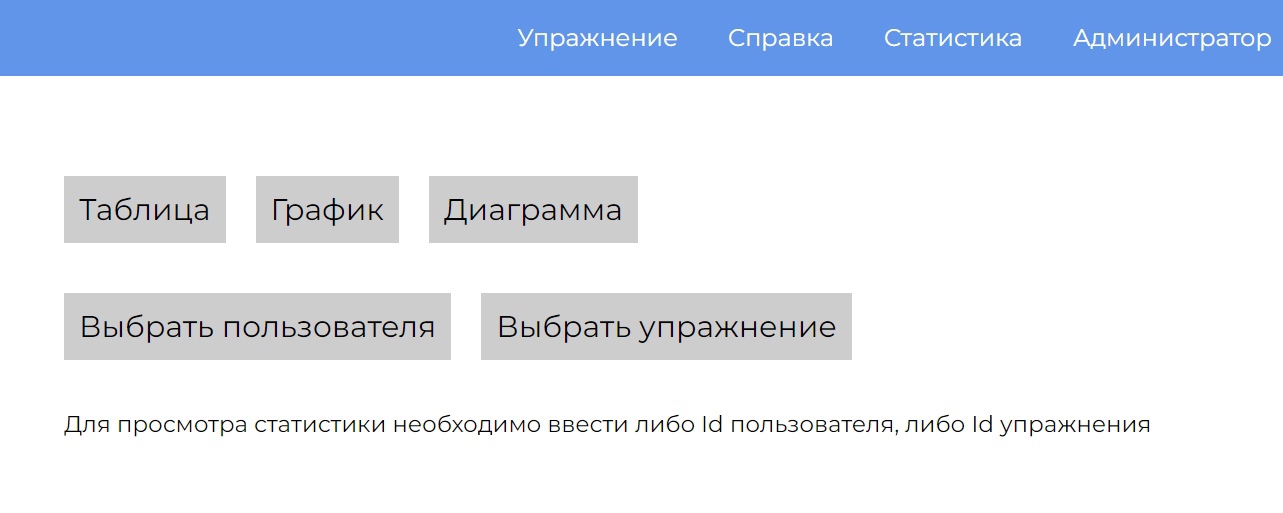 Упражнение Справка Статистика Администратор
Таблица График Диаграмма
Выбрать пользователя Выбрать упражнение
Для просмотра статистики необходимо ввести либо Id пользователя, либо Id упражнения